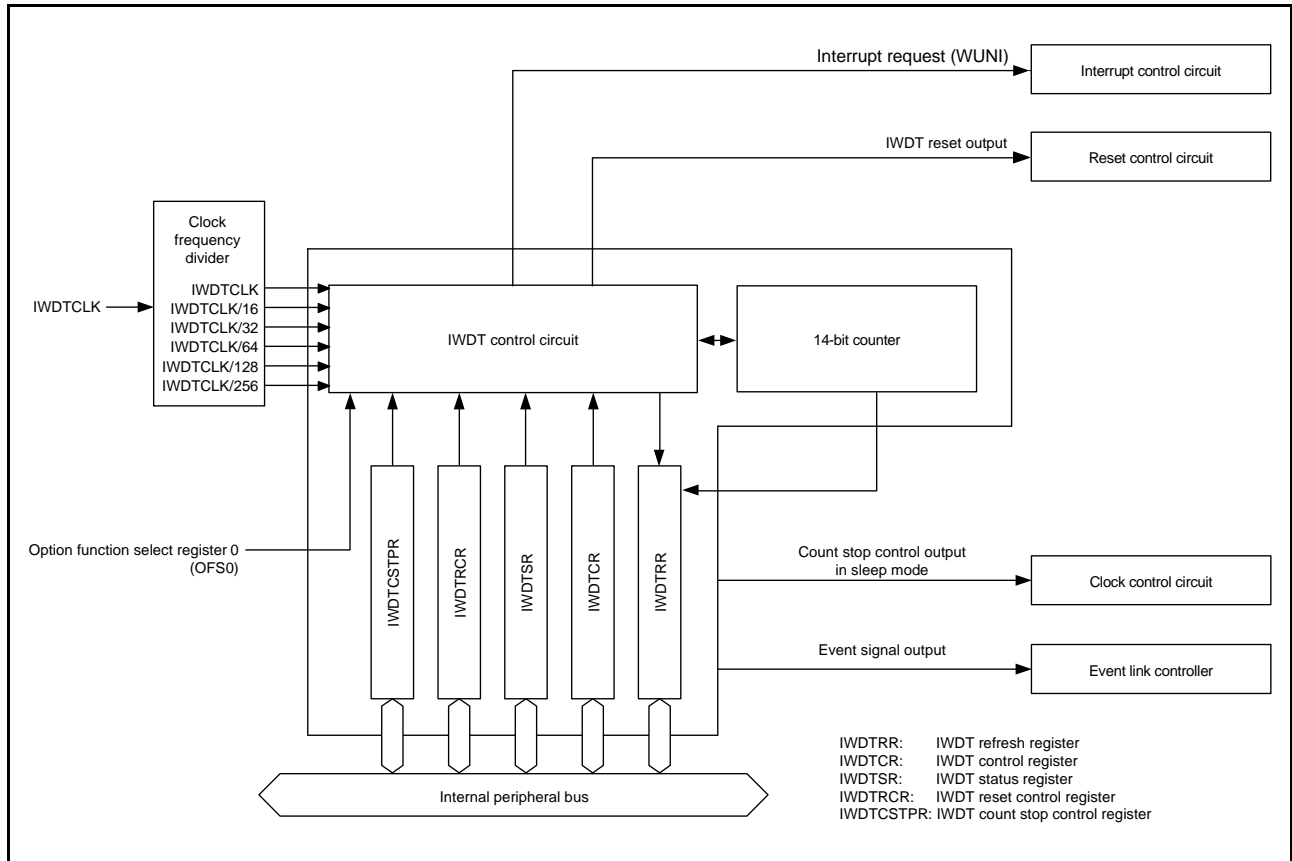 Interrupt request (WUNI)
Interrupt control circuit
IWDT reset output
Reset control circuit
Clock
frequency
divider
IWDTCLK
IWDTCLK
IWDTCLK/16
IWDTCLK/32
IWDTCLK/64
IWDTCLK/128
IWDTCLK/256
IWDT control circuit
14-bit counter
Option function select register 0
(OFS0)
IWDTCSTPR
IWDTRCR
IWDTSR
IWDTCR
IWDTRR
Count stop control output
in sleep mode
Clock control circuit
Event signal output
Event link controller
Internal peripheral bus
IWDTRR: IWDT refresh register
IWDTCR: IWDT control register
IWDTSR: IWDT status register
IWDTRCR: IWDT reset control register
IWDTCSTPR: IWDT count stop control register